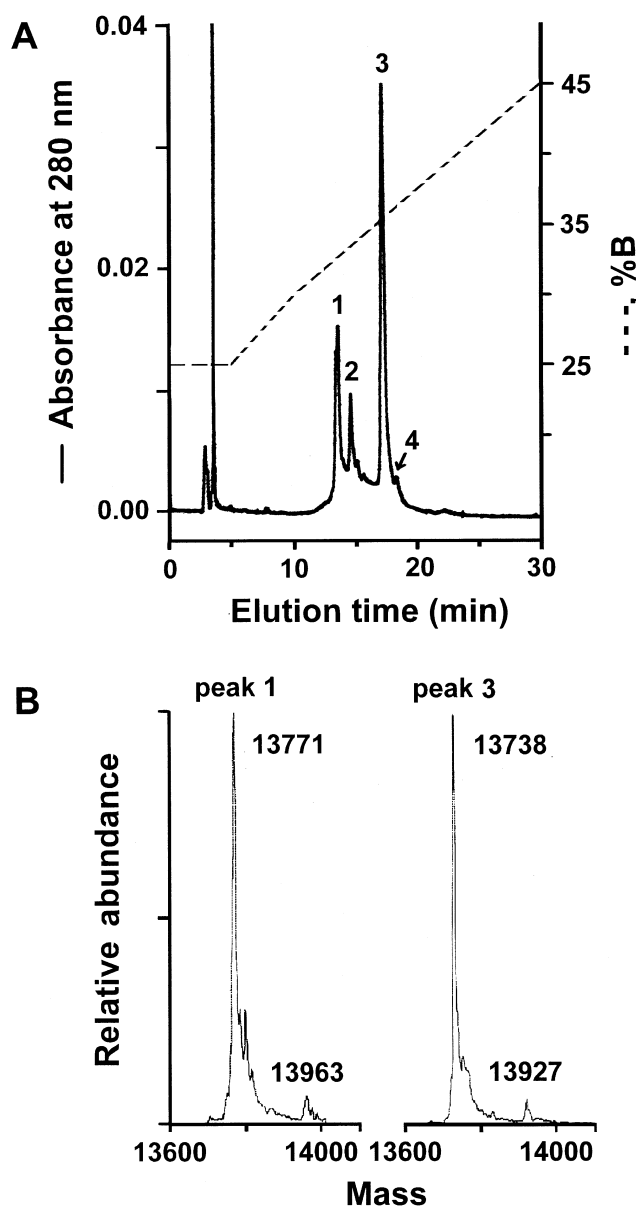 A
0.04
0.02
0.00
— Absorbance at 280 nm
1
2
3
4
45
35
25
---, %B
0
10
20
30
Elution time (min)
B
peak 1
peak 3
13771
13738
13963
13927
Relative abundance
13600
14000
13600
14000
Mass